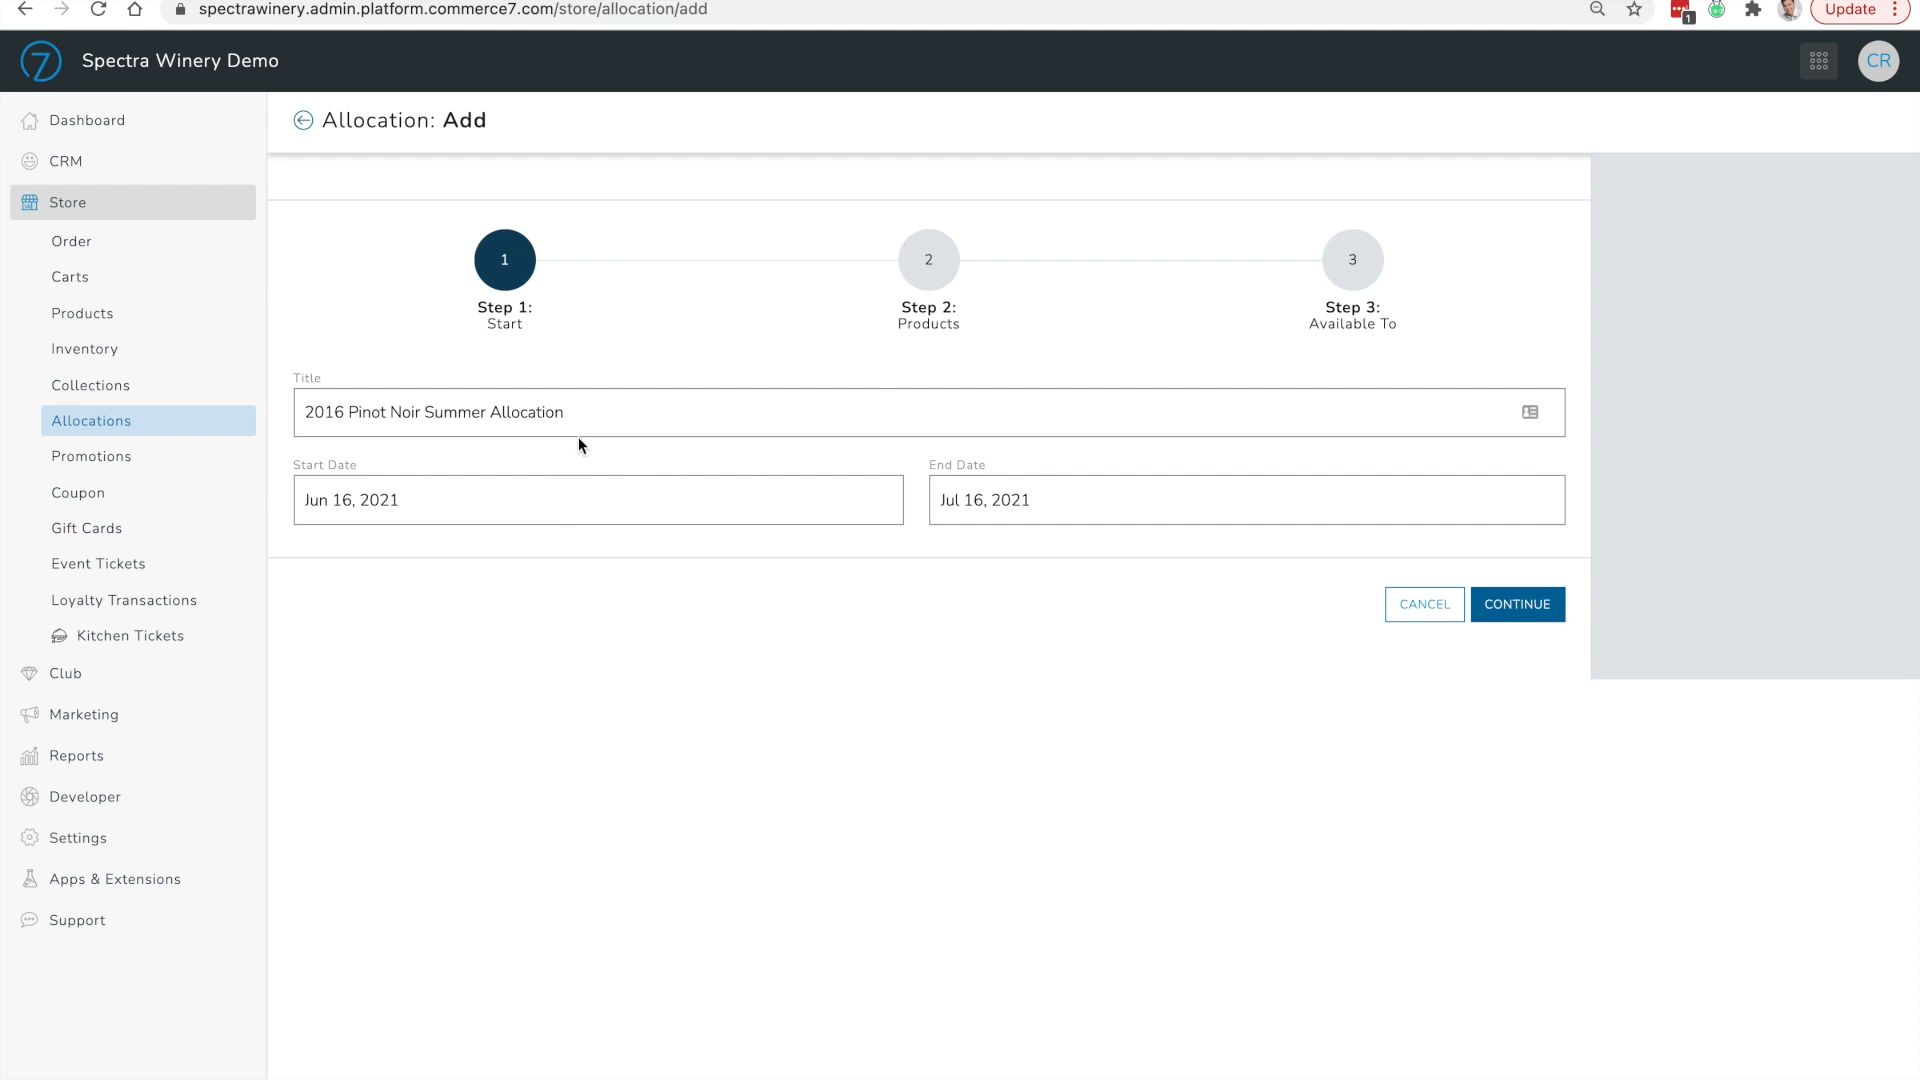 spectrawinery.admin.platform.commerce7.com/store/allocation/add
1
Update
7
Spectra Winery Demo
CR
Dashboard
CRM
Store
Order
Carts
Products
Inventory
Collections
Allocations
Promotions
Coupon
Gift Cards
Event Tickets
Loyalty Transactions
Kitchen Tickets
Club
Marketing
Reports
Developer
Settings
Apps & Extensions
Support
Allocation: Add
1
Step 1:
Start
2
Step 2:
Products
3
Step 3:
Available To
Title
2016 Pinot Noir Summer Allocation
Start Date
Jun 16, 2021
End Date
Jul 16, 2021
CANCEL
CONTINUE